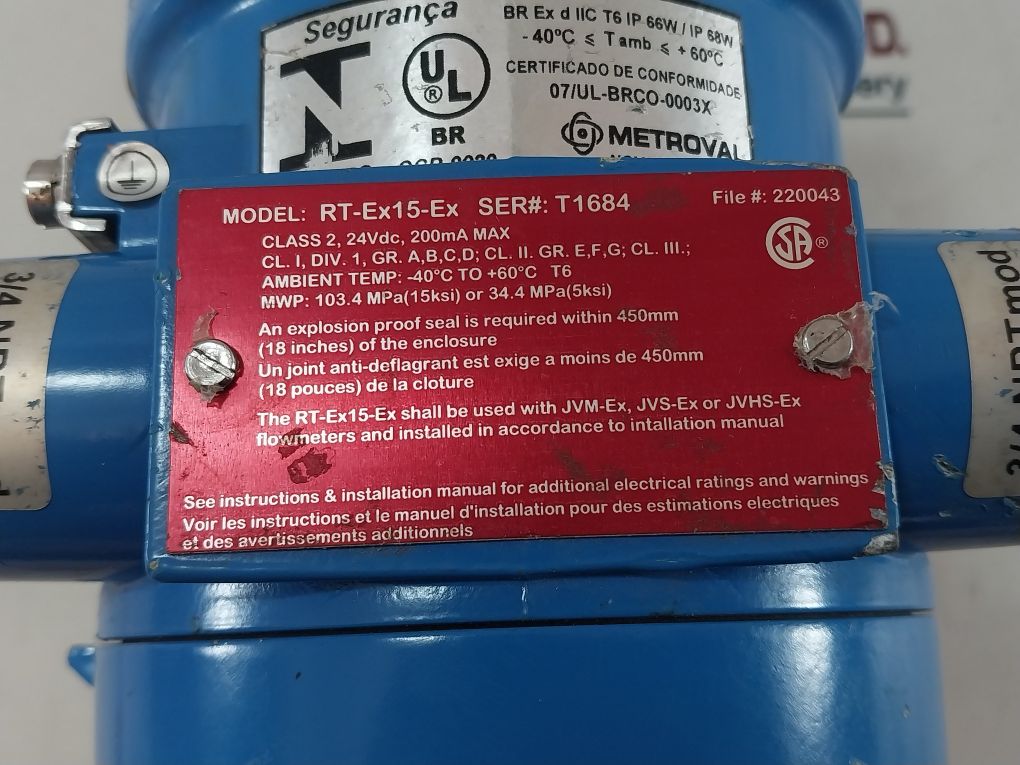 Segurança
BR Ex d IIC T6 IP 66W / IP 68W
- 40°C ≤ T amb ≤ + 60°C
CERTIFICADO DE CONFORMIDADE
07/UL-BRCO-0003X
UL ®
BR
METROVAL
D.
3/4 NPT
MODEL: RT-Ex15-Ex SER#: T1684 File #: 220043
SA ®
CLASS 2, 24Vdc, 200mA MAX
CL. I, DIV. 1, GR. A,B,C,D; CL. II. GR. E,F,G; CL. III.;
AMBIENT TEMP: -40°C TO +60°C T6
MWP: 103.4 MPa(15ksi) or 34.4 MPa(5ksi)
An explosion proof seal is required within 450mm
(18 inches) of the enclosure
Un joint anti-deflagrant est exige a moins de 450mm
(18 pouces) de la cloture
The RT-Ex15-Ex shall be used with JVM-Ex, JVS-Ex or JVHS-Ex
flowmeters and installed in accordance to intallation manual
See instructions & installation manual for additional electrical ratings and warnings
Voir les instructions et le manuel d'installation pour des estimations electriques
et des avertissements additionnels